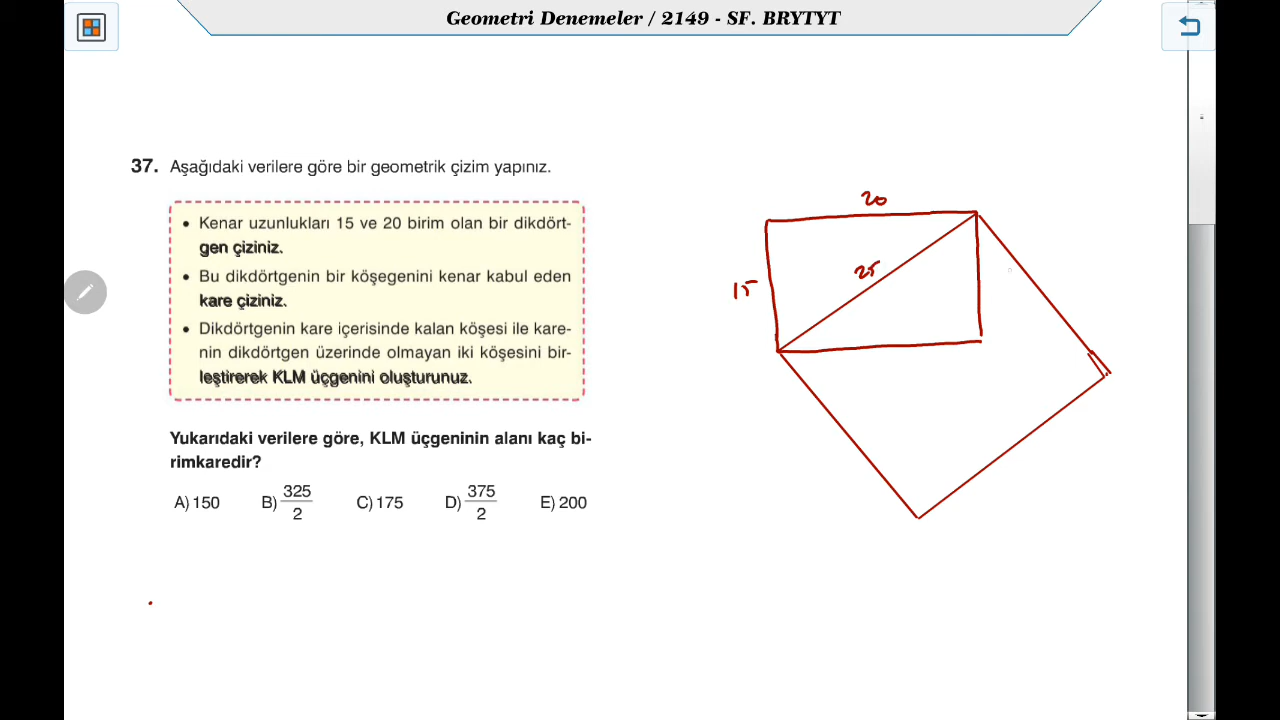 Geometri Denemeler / 2149 - SF. BRYTYT
37. Aşağıdaki verilere göre bir geometrik çizim yapınız.
• Kenar uzunlukları 15 ve 20 birim olan bir dikdört-
gen çiziniz.
• Bu dikdörtgenin bir köşegenini kenar kabul eden
kare çiziniz.
• Dikdörtgenin kare içerisinde kalan köşesi ile kare-
nin dikdörtgen üzerinde olmayan iki köşesini bir-
leştirerek KLM üçgenini oluşturunuz.
Yukarıdaki verilere göre, KLM üçgeninin alanı kaç bi-
rimkaredir?
A) 150 B) 325/2 C) 175 D) 375/2 E) 200
20
25
15